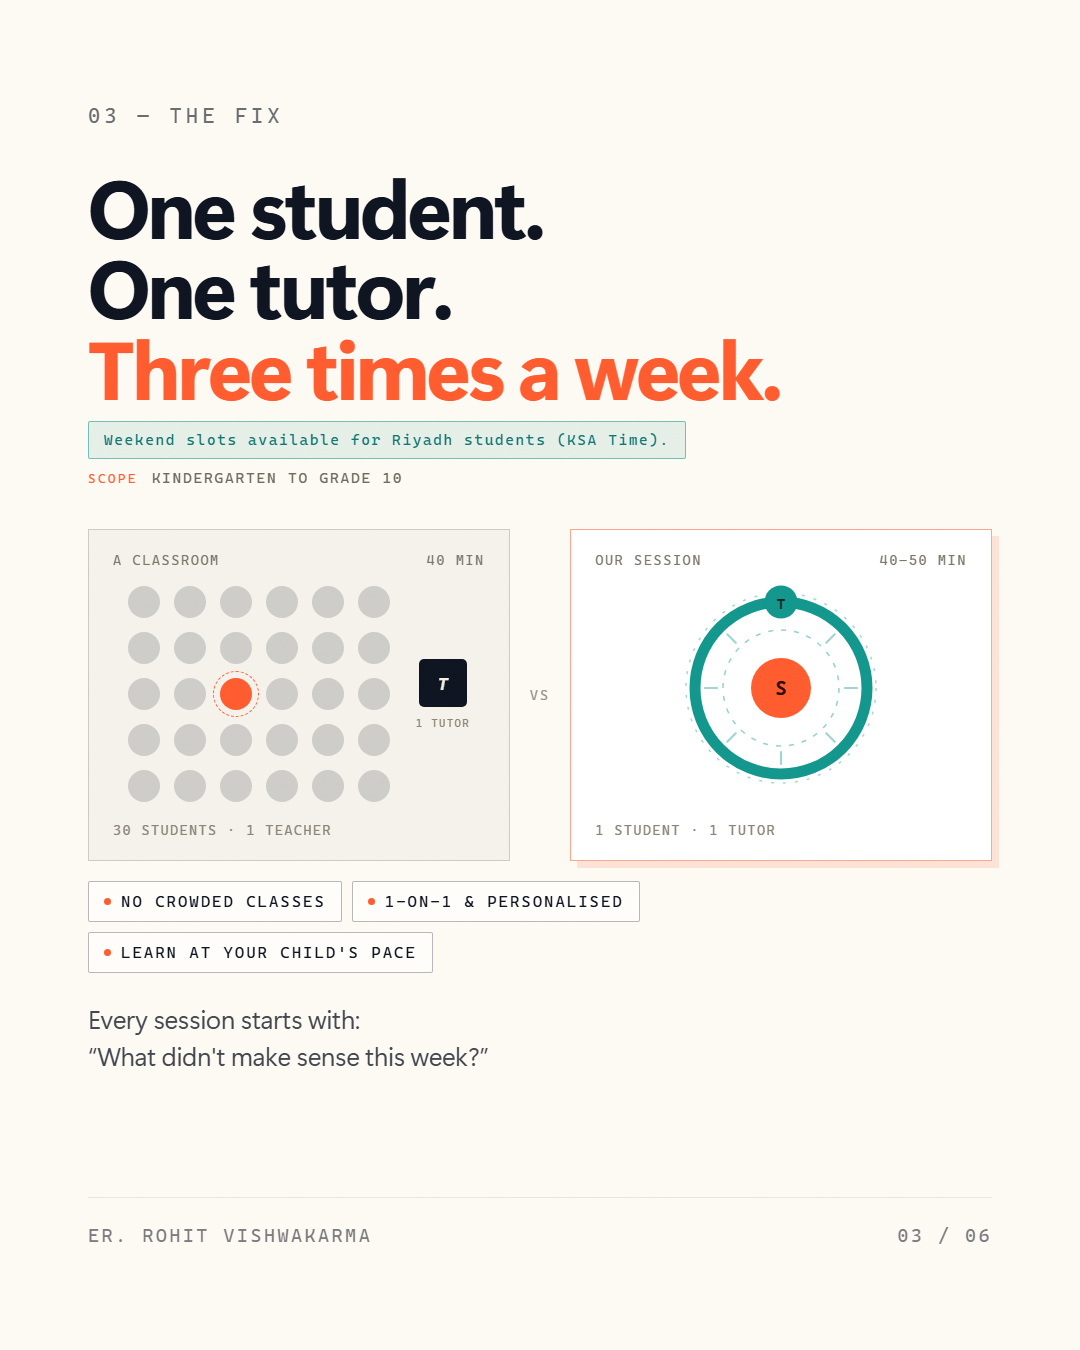 03 — THE FIX
One student.
One tutor.
Three times a week.
Weekend slots available for Riyadh students (KSA Time).
SCOPE KINDERGARTEN TO GRADE 10
A CLASSROOM 40 MIN
T
1 TUTOR
30 STUDENTS · 1 TEACHER
VS
OUR SESSION 40–50 MIN
T
S
1 STUDENT · 1 TUTOR
NO CROWDED CLASSES
1-ON-1 & PERSONALISED
LEARN AT YOUR CHILD'S PACE
Every session starts with:
“What didn't make sense this week?”
ER. ROHIT VISHWAKARMA 03 / 06